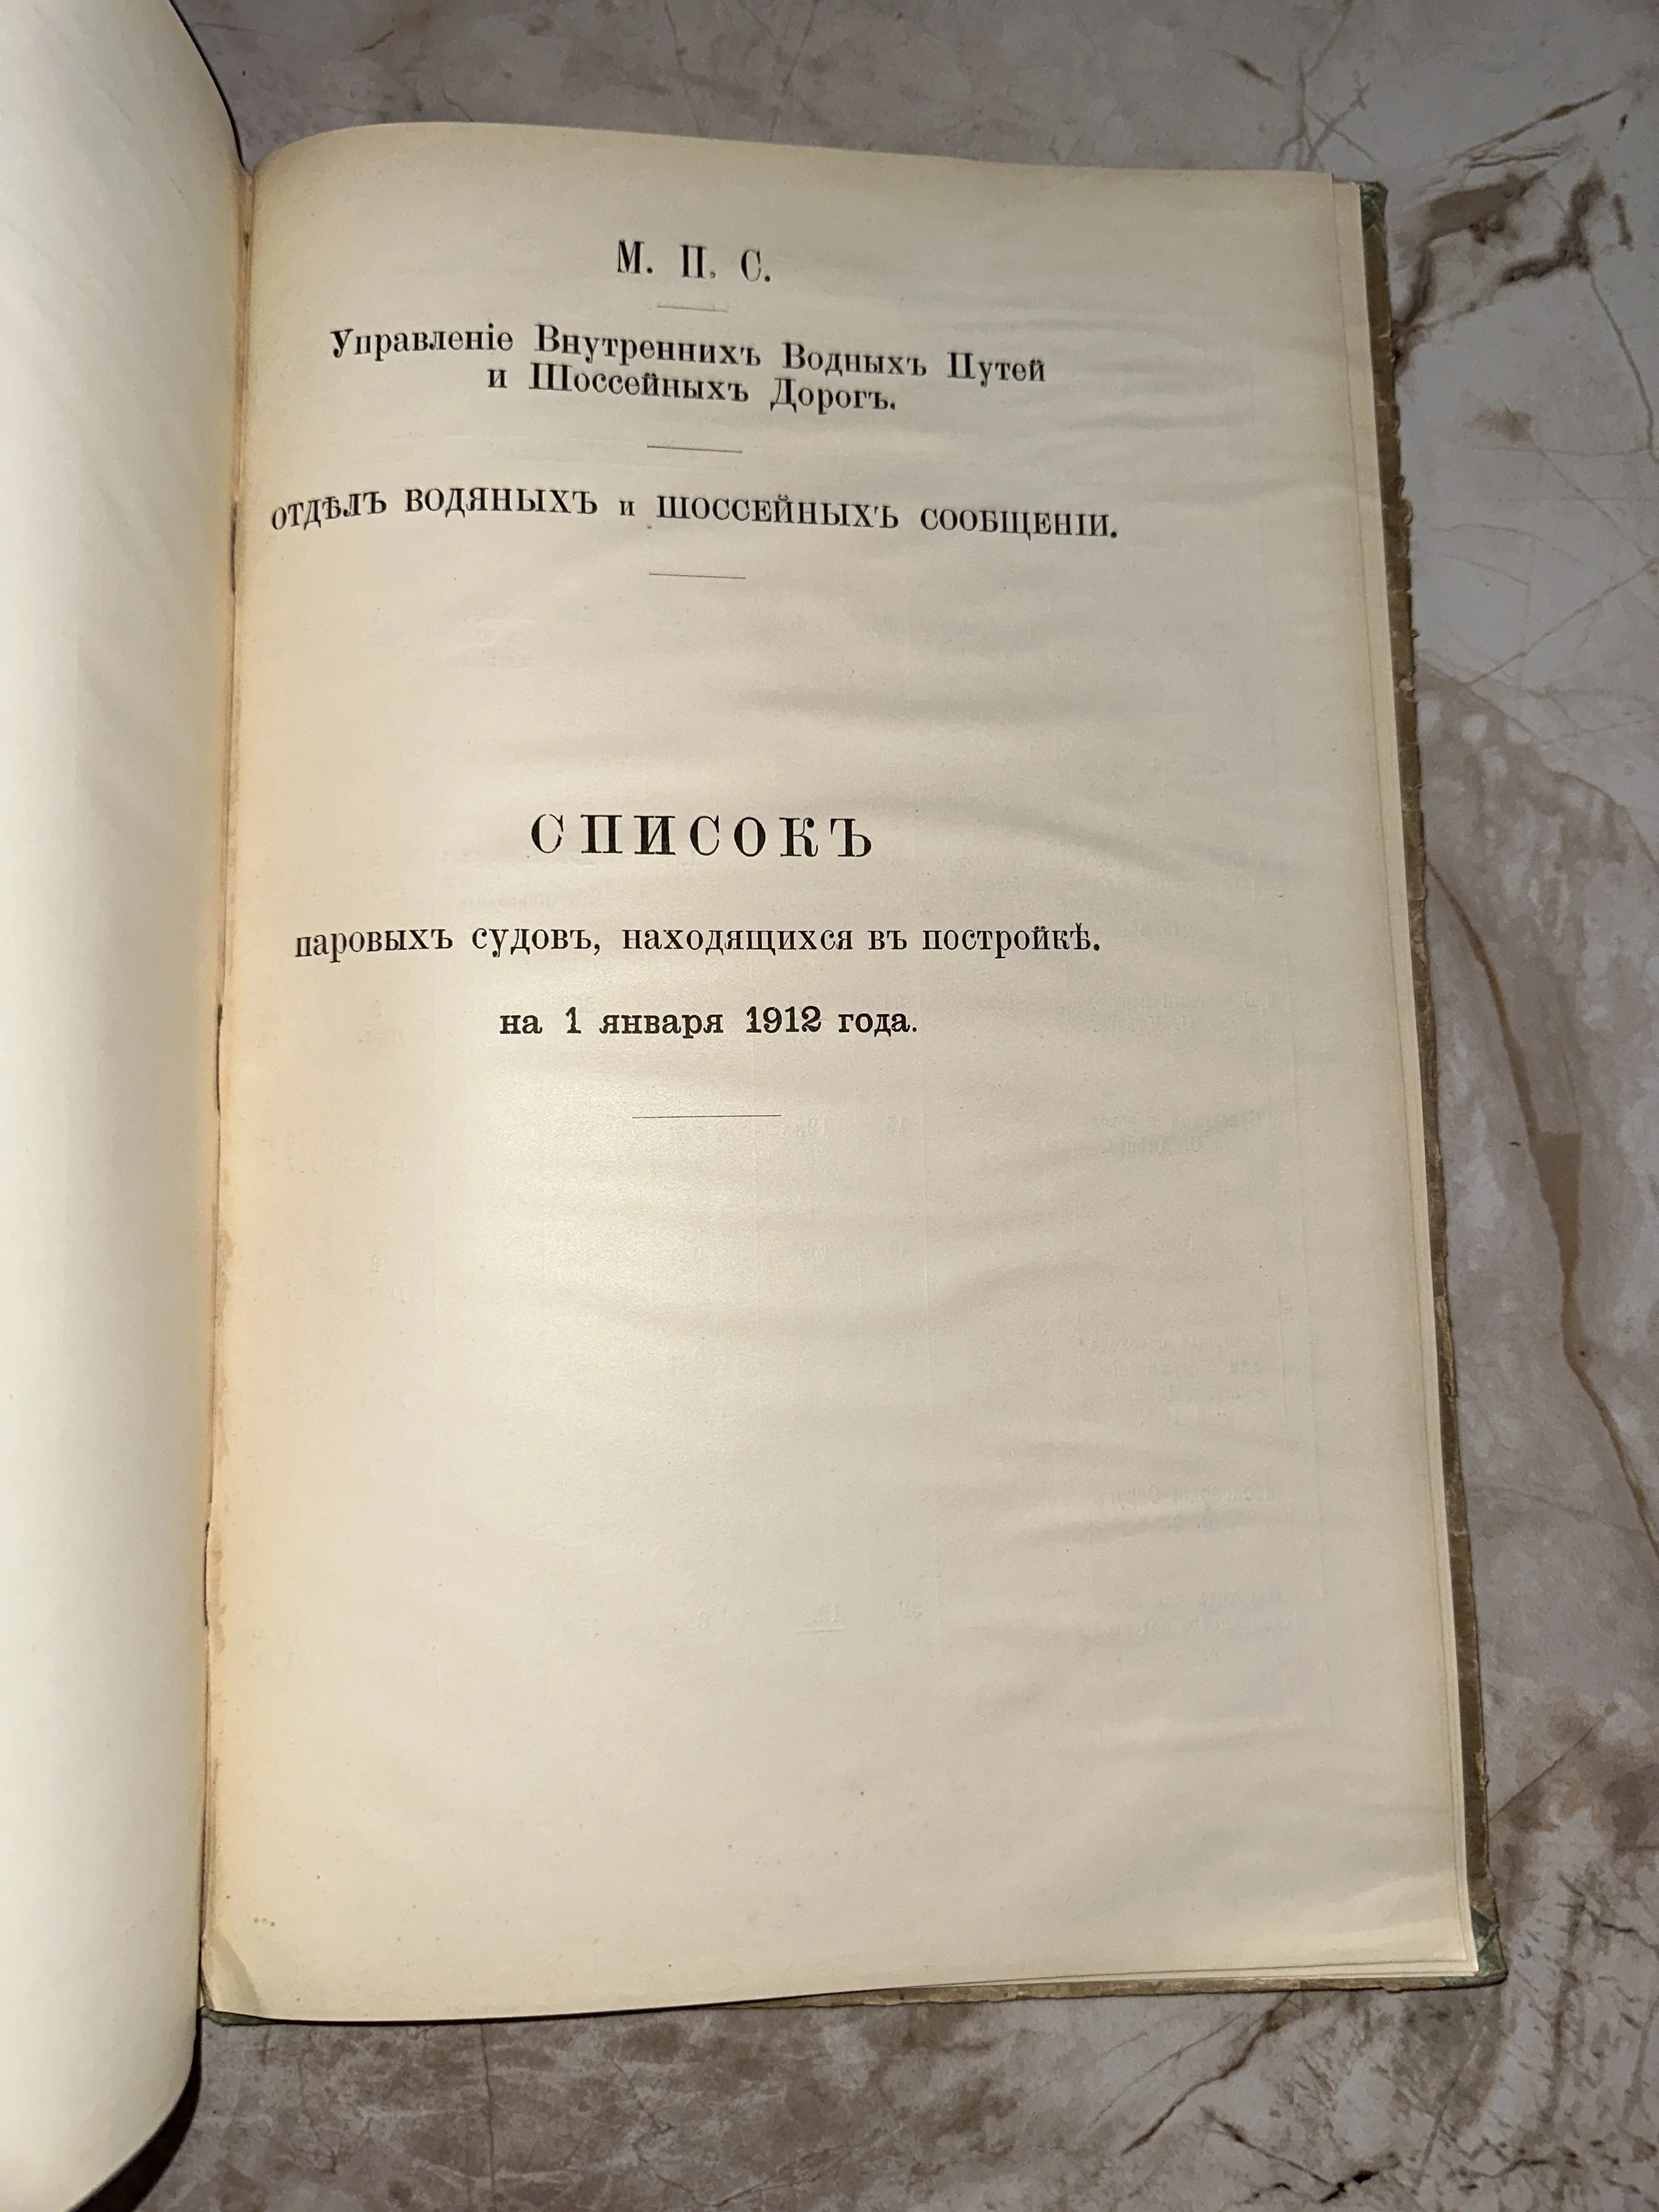 М. П. С.
Управленіе Внутреннихъ Водныхъ Путей
и Шоссейныхъ Дорогъ.
ОТДѢЛЪ ВОДЯНЫХЪ и ШОССЕЙНЫХЪ СООБЩЕНІИ.
СПИСОКЪ
паровыхъ судовъ, находящихся въ постройкѣ.
на 1 января 1912 года.